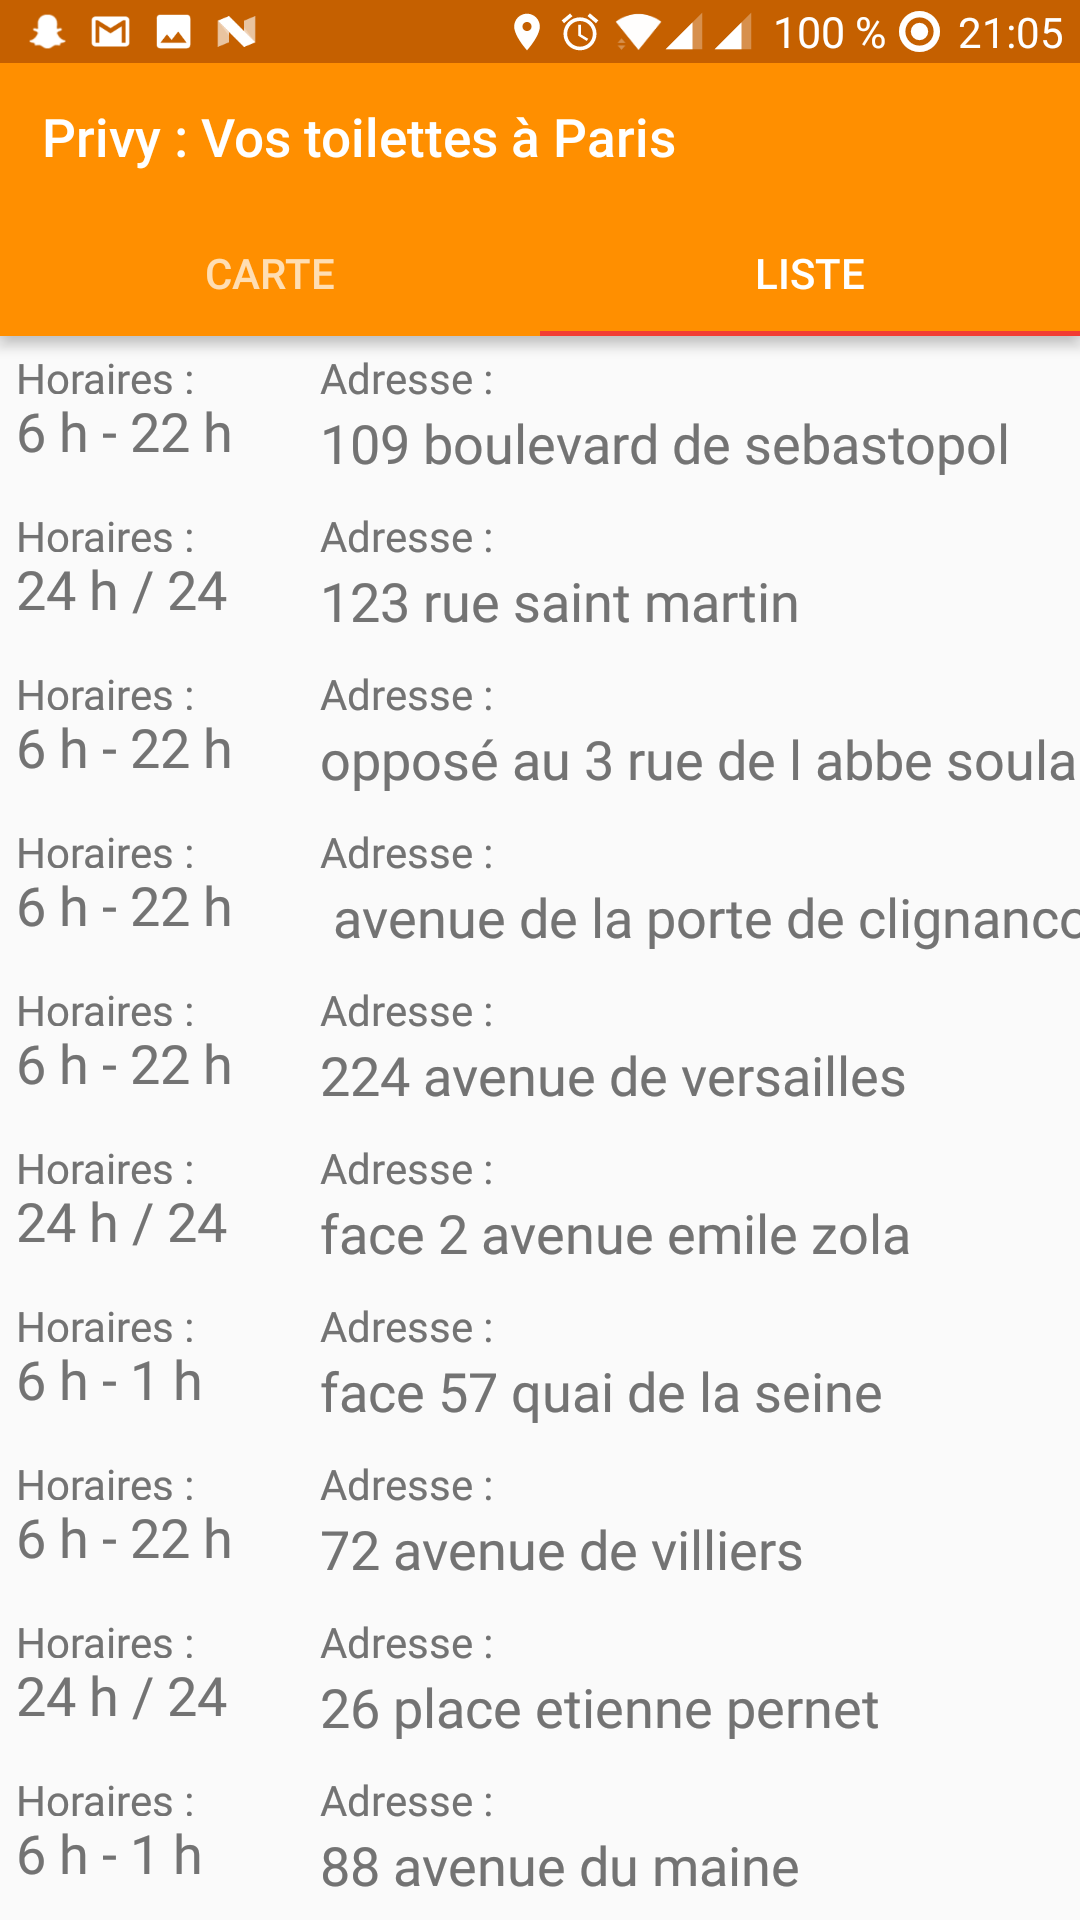 100 % 21:05
Privy : Vos toilettes à Paris
CARTE LISTE
Horaires : Adresse :
6 h - 22 h 109 boulevard de sebastopol
Horaires : Adresse :
24 h / 24 123 rue saint martin
Horaires : Adresse :
6 h - 22 h opposé au 3 rue de l abbe soula
Horaires : Adresse :
6 h - 22 h avenue de la porte de clignanco
Horaires : Adresse :
6 h - 22 h 224 avenue de versailles
Horaires : Adresse :
24 h / 24 face 2 avenue emile zola
Horaires : Adresse :
6 h - 1 h face 57 quai de la seine
Horaires : Adresse :
6 h - 22 h 72 avenue de villiers
Horaires : Adresse :
24 h / 24 26 place etienne pernet
Horaires : Adresse :
6 h - 1 h 88 avenue du maine